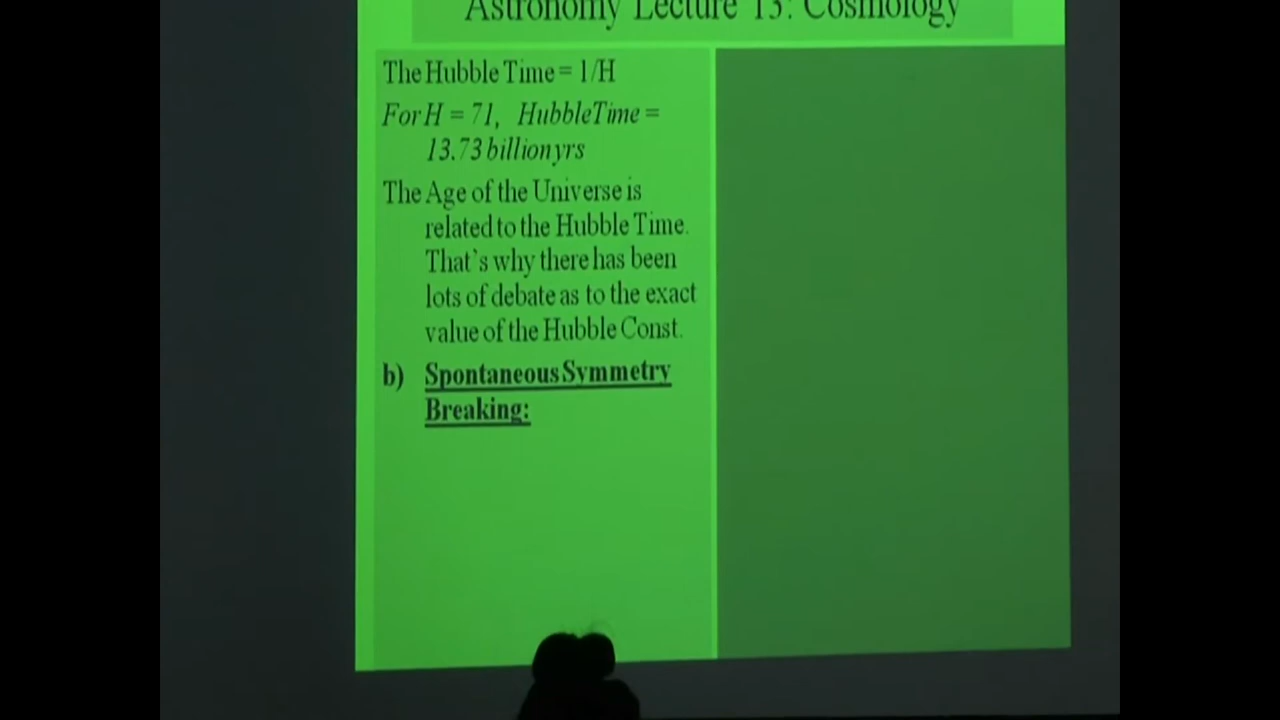 Astronomy Lecture 13: Cosmology
The Hubble Time = 1/H
For H = 71, HubbleTime =
13.73 billion yrs
The Age of the Universe is
related to the Hubble Time.
That's why there has been
lots of debate as to the exact
value of the Hubble Const.
b) Spontaneous Symmetry
Breaking: